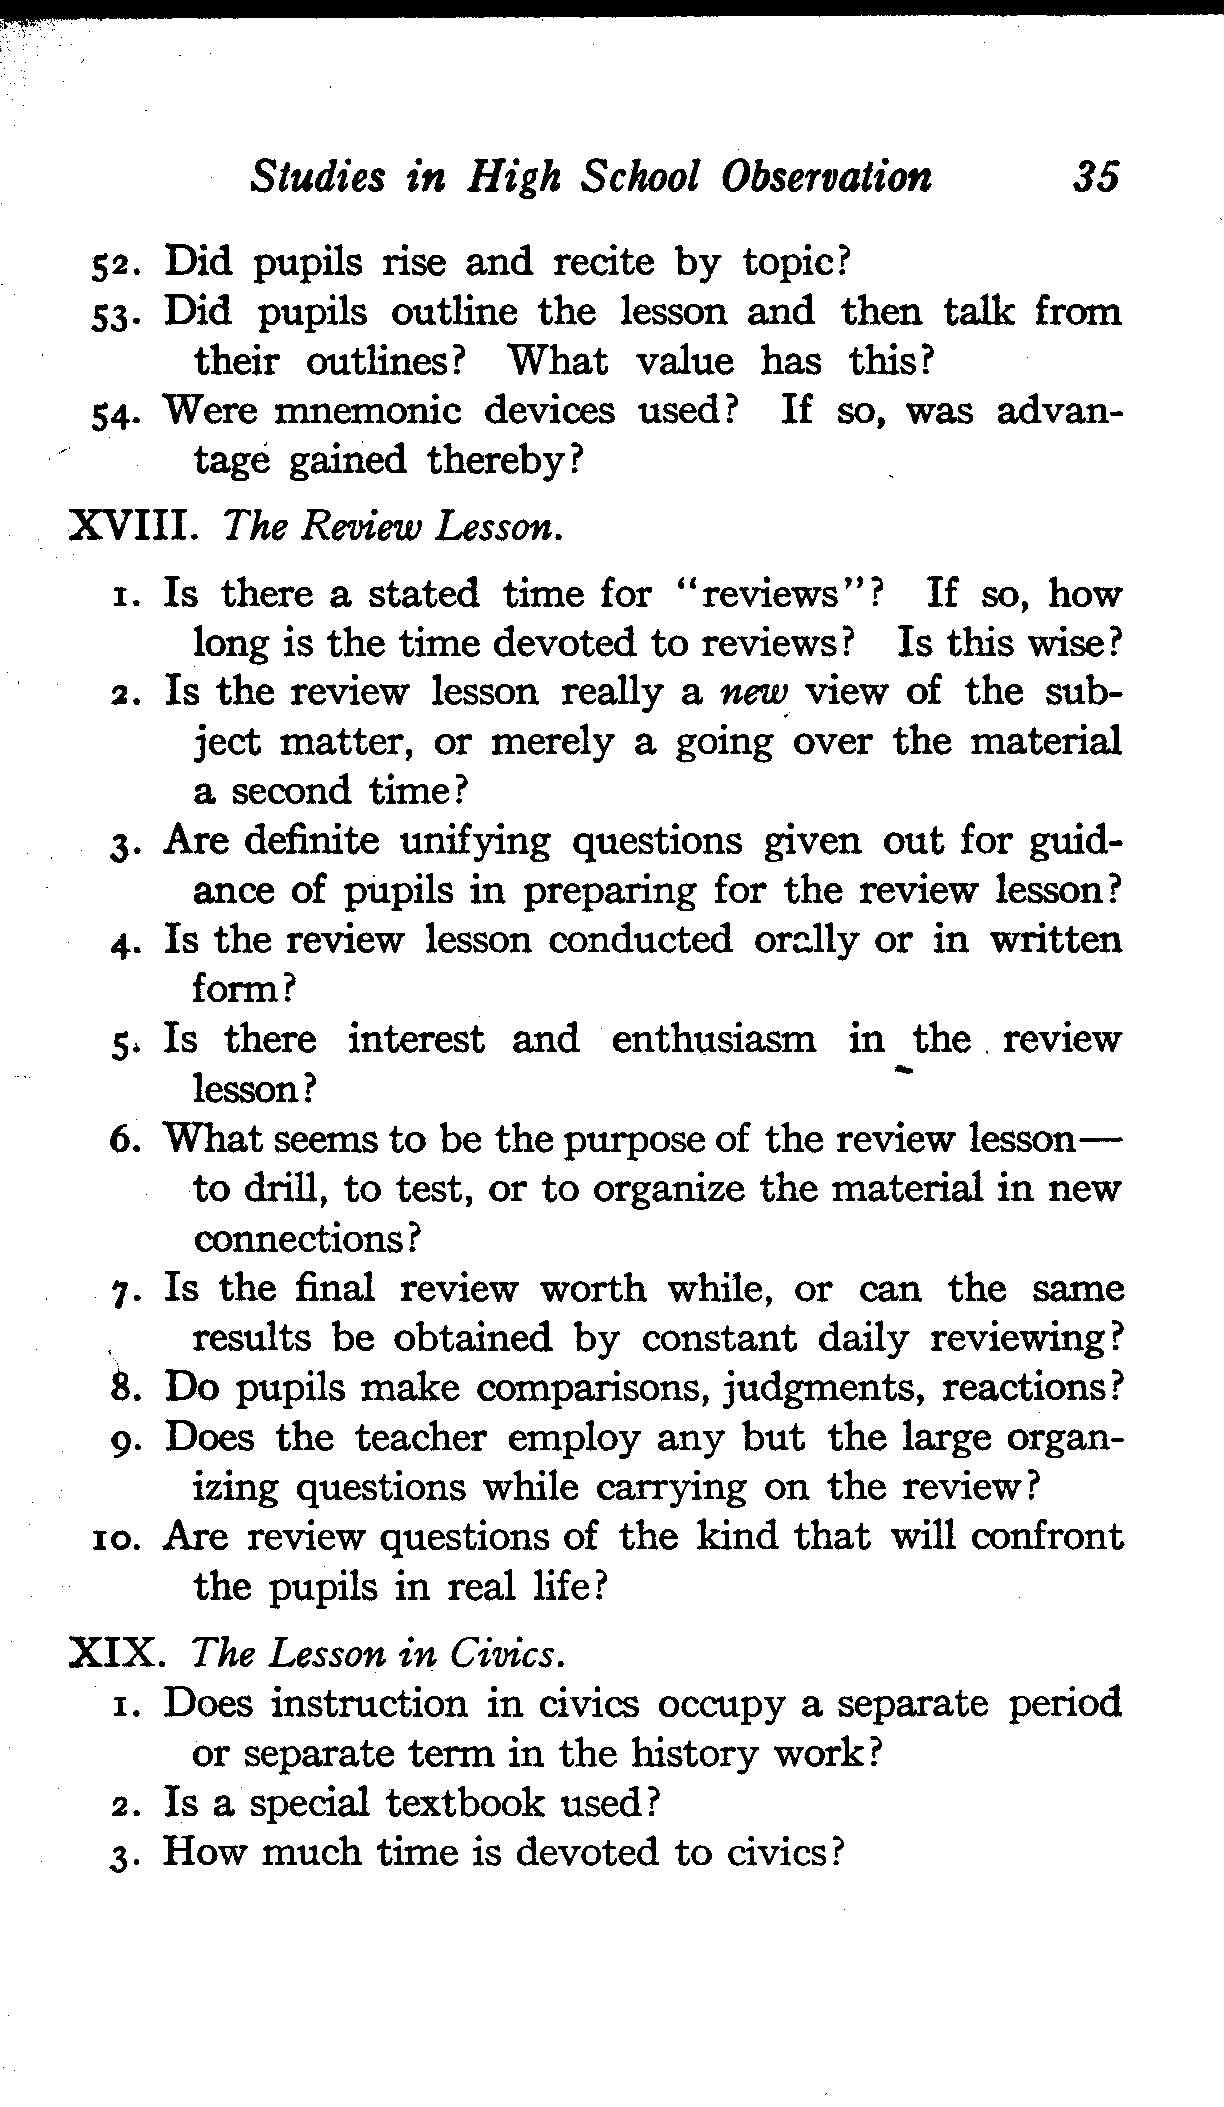 Studies in High School Observation 35
52. Did pupils rise and recite by topic?
53. Did pupils outline the lesson and then talk from
their outlines? What value has this?
54. Were mnemonic devices used? If so, was advan-
tage gained thereby?
XVIII. The Review Lesson.
1. Is there a stated time for "reviews"? If so, how
long is the time devoted to reviews? Is this wise?
2. Is the review lesson really a new view of the sub-
ject matter, or merely a going over the material
a second time?
3. Are definite unifying questions given out for guid-
ance of pupils in preparing for the review lesson?
4. Is the review lesson conducted orally or in written
form?
5. Is there interest and enthusiasm in the review
lesson?
6. What seems to be the purpose of the review lesson—
to drill, to test, or to organize the material in new
connections?
7. Is the final review worth while, or can the same
results be obtained by constant daily reviewing?
8. Do pupils make comparisons, judgments, reactions?
9. Does the teacher employ any but the large organ-
izing questions while carrying on the review?
10. Are review questions of the kind that will confront
the pupils in real life?
XIX. The Lesson in Civics.
1. Does instruction in civics occupy a separate period
or separate term in the history work?
2. Is a special textbook used?
3. How much time is devoted to civics?